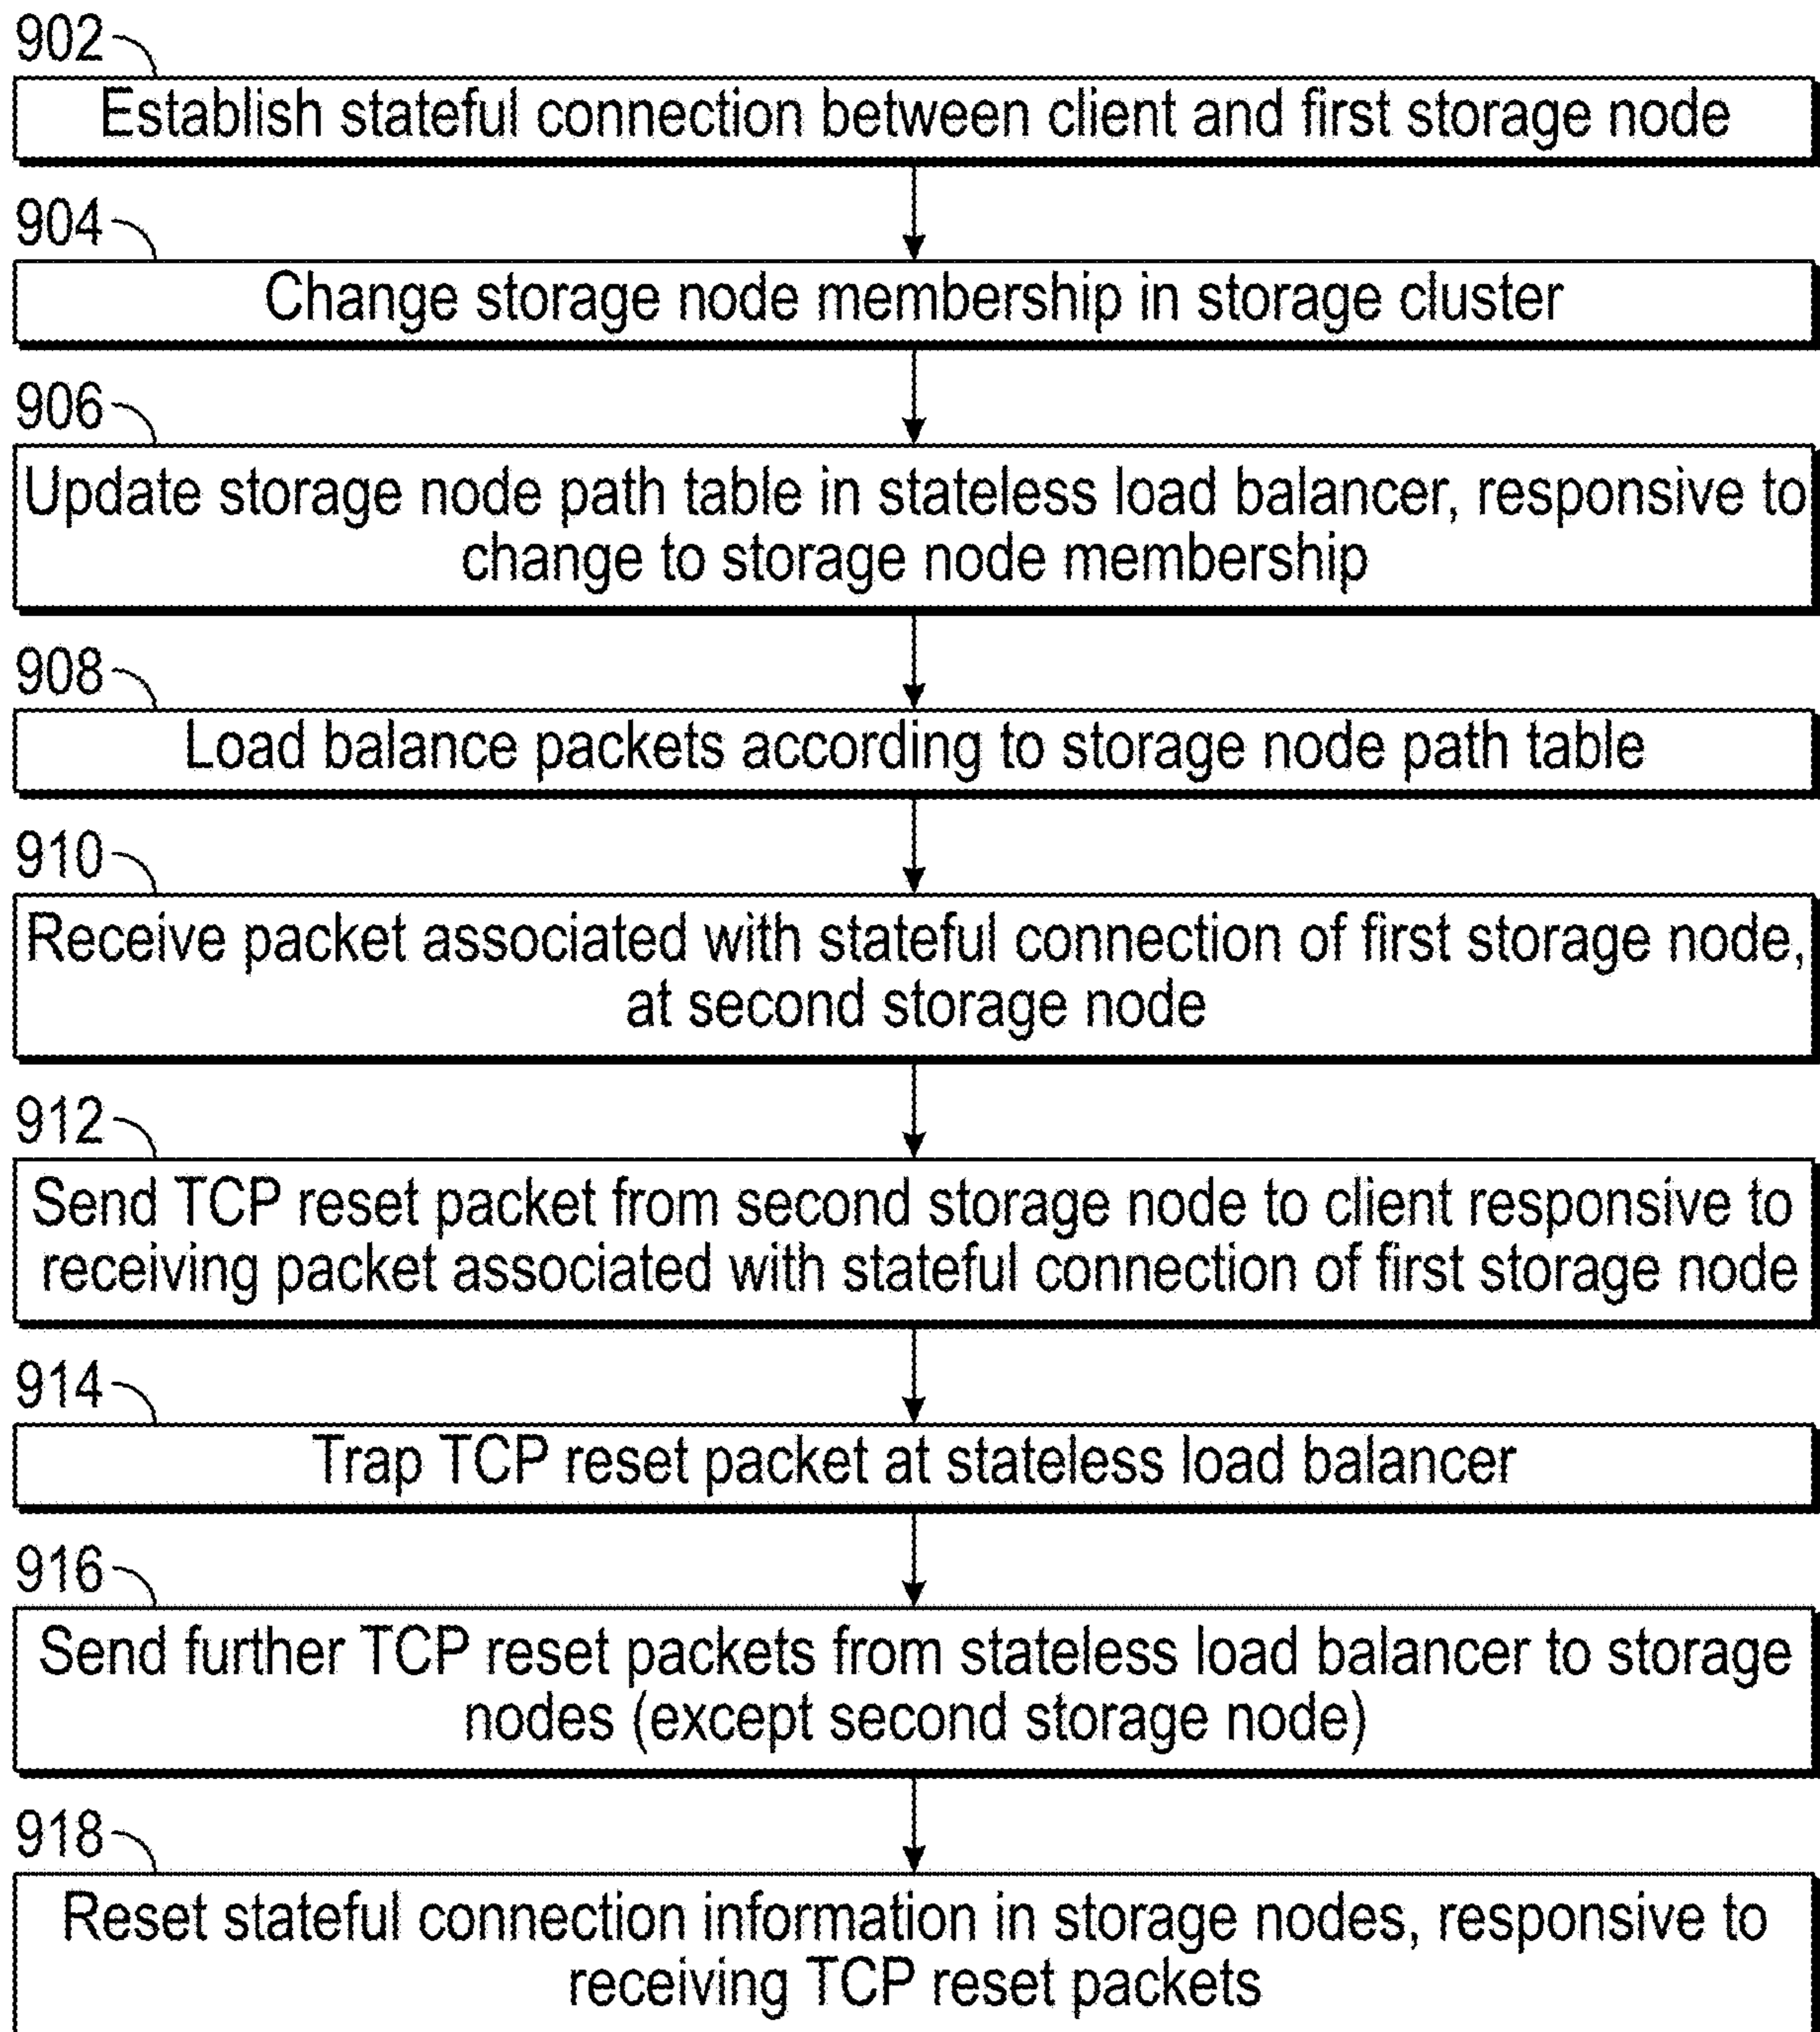 902
Establish stateful connection between client and first storage node
904
Change storage node membership in storage cluster
906
Update storage node path table in stateless load balancer, responsive to
change to storage node membership
908
Load balance packets according to storage node path table
910
Receive packet associated with stateful connection of first storage node,
at second storage node
912
Send TCP reset packet from second storage node to client responsive to
receiving packet associated with stateful connection of first storage node
914
Trap TCP reset packet at stateless load balancer
916
Send further TCP reset packets from stateless load balancer to storage
nodes (except second storage node)
918
Reset stateful connection information in storage nodes, responsive to
receiving TCP reset packets